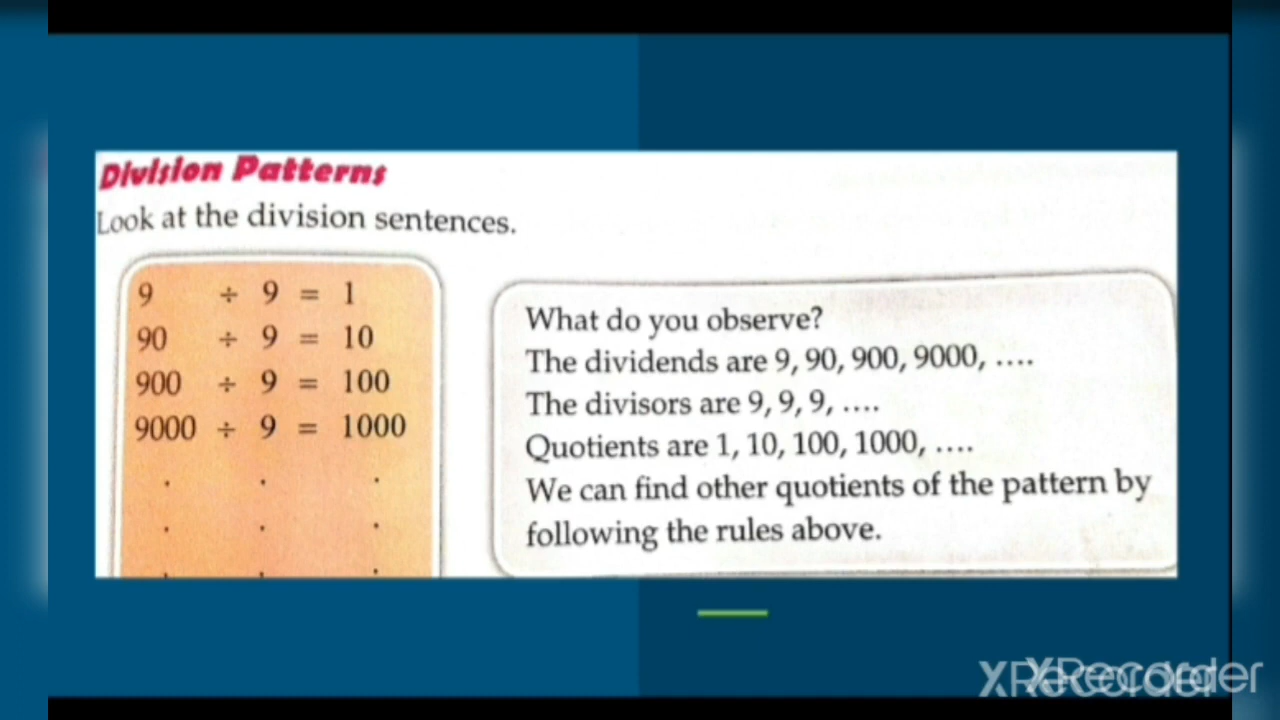 Division Patterns
Look at the division sentences.
9 ÷ 9 = 1
90 ÷ 9 = 10
900 ÷ 9 = 100
9000 ÷ 9 = 1000
. . .
. . .
. . .
What do you observe?
The dividends are 9, 90, 900, 9000, ....
The divisors are 9, 9, 9, ....
Quotients are 1, 10, 100, 1000, ....
We can find other quotients of the pattern by
following the rules above.
XRecorder
XRecorder